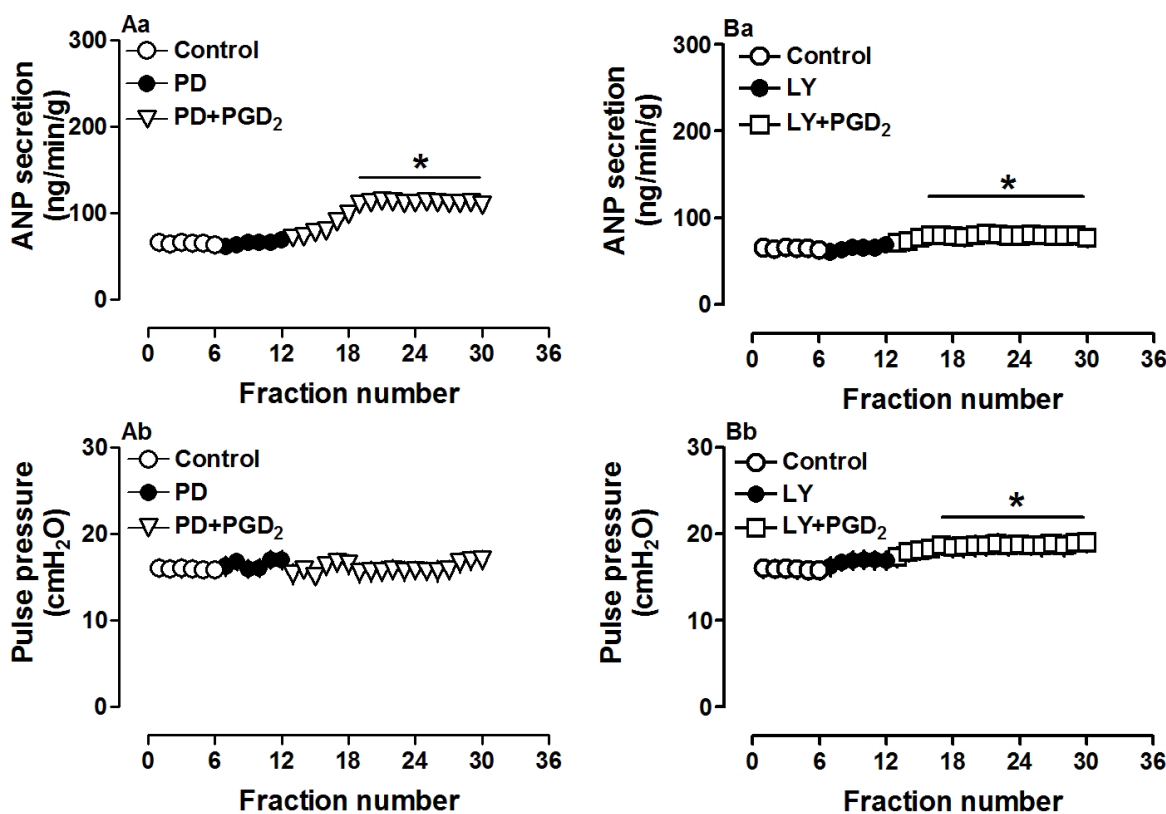 Aa
300
200
100
0
ANP secretion
(ng/min/g)
Control
PD
PD+PGD₂
*
0 6 12 18 24 30 36
Fraction number
Ba
300
200
100
0
ANP secretion
(ng/min/g)
Control
LY
LY+PGD₂
*
0 6 12 18 24 30 36
Fraction number
Ab
30
20
10
0
Pulse pressure
(cmH₂O)
Control
PD
PD+PGD₂
0 6 12 18 24 30 36
Fraction number
Bb
30
20
10
0
Pulse pressure
(cmH₂O)
Control
LY
LY+PGD₂
*
0 6 12 18 24 30 36
Fraction number